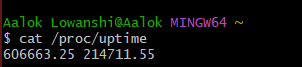 Aalok Lowanshi@Aalok MINGW64 ~
$ cat /proc/uptime
606663.25 214711.55